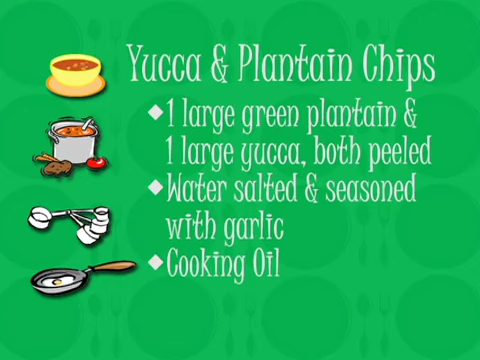 Yucca & Plantain Chips
◆1 large green plantain &
1 large yucca, both peeled
◆Water salted & seasoned
with garlic
◆Cooking Oil